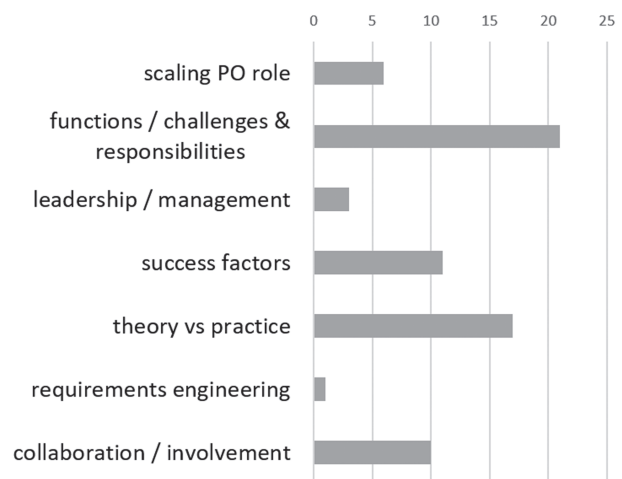 0 5 10 15 20 25
scaling PO role
functions / challenges &
responsibilities
leadership / management
success factors
theory vs practice
requirements engineering
collaboration / involvement